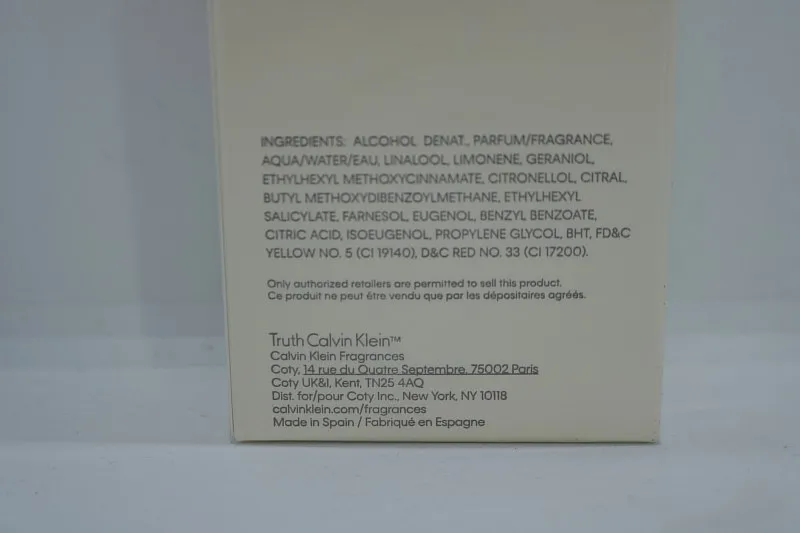 INGREDIENTS: ALCOHOL DENAT., PARFUM/FRAGRANCE,
AQUA/WATER/EAU, LINALOOL, LIMONENE, GERANIOL,
ETHYLHEXYL METHOXYCINNAMATE, CITRONELLOL, CITRAL,
BUTYL METHOXYDIBENZOYLMETHANE, ETHYLHEXYL
SALICYLATE, FARNESOL, EUGENOL, BENZYL BENZOATE,
CITRIC ACID, ISOEUGENOL, PROPYLENE GLYCOL, BHT, FD&C
YELLOW NO. 5 (CI 19140), D&C RED NO. 33 (CI 17200).
Only authorized retailers are permitted to sell this product.
Ce produit ne peut être vendu que par les dépositaires agréés.
Truth Calvin Klein™
Calvin Klein Fragrances
Coty, 14 rue du Quatre Septembre, 75002 Paris
Coty UK&I, Kent, TN25 4AQ
Dist. for/pour Coty Inc., New York, NY 10118
calvinklein.com/fragrances
Made in Spain / Fabriqué en Espagne